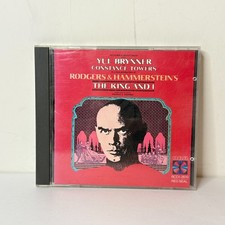 YUL BRYNNER
CONSTANCE TOWERS
RODGERS & HAMMERSTEIN'S
THE KING AND I